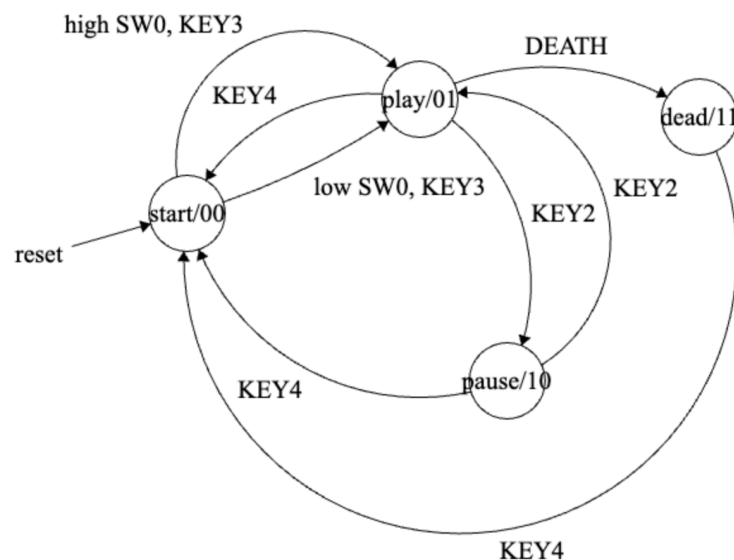 high SW0, KEY3
DEATH
KEY4
play/01
dead/11
low SW0, KEY3
KEY2
start/00
KEY2
reset
pause/10
KEY4
KEY4